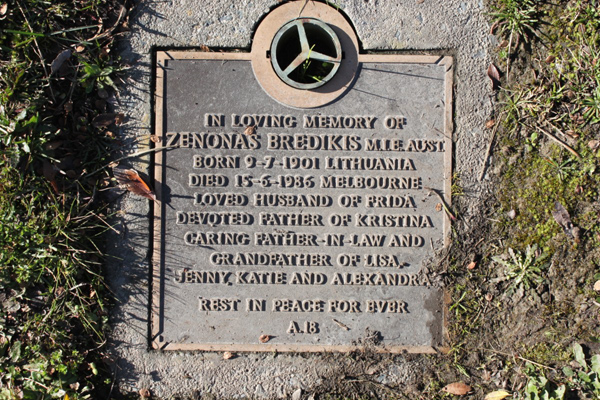 IN LOVING MEMORY OF
ZENONAS BREDIKIS M.I.E. AUST.
BORN 9-7-1901 LITHUANIA
DIED 15-6-1986 MELBOURNE
LOVED HUSBAND OF FRIDA
DEVOTED FATHER OF KRISTINA
CARING FATHER-IN-LAW AND
GRANDFATHER OF LISA,
JENNY, KATIE AND ALEXANDRA
REST IN PEACE FOR EVER
A.B